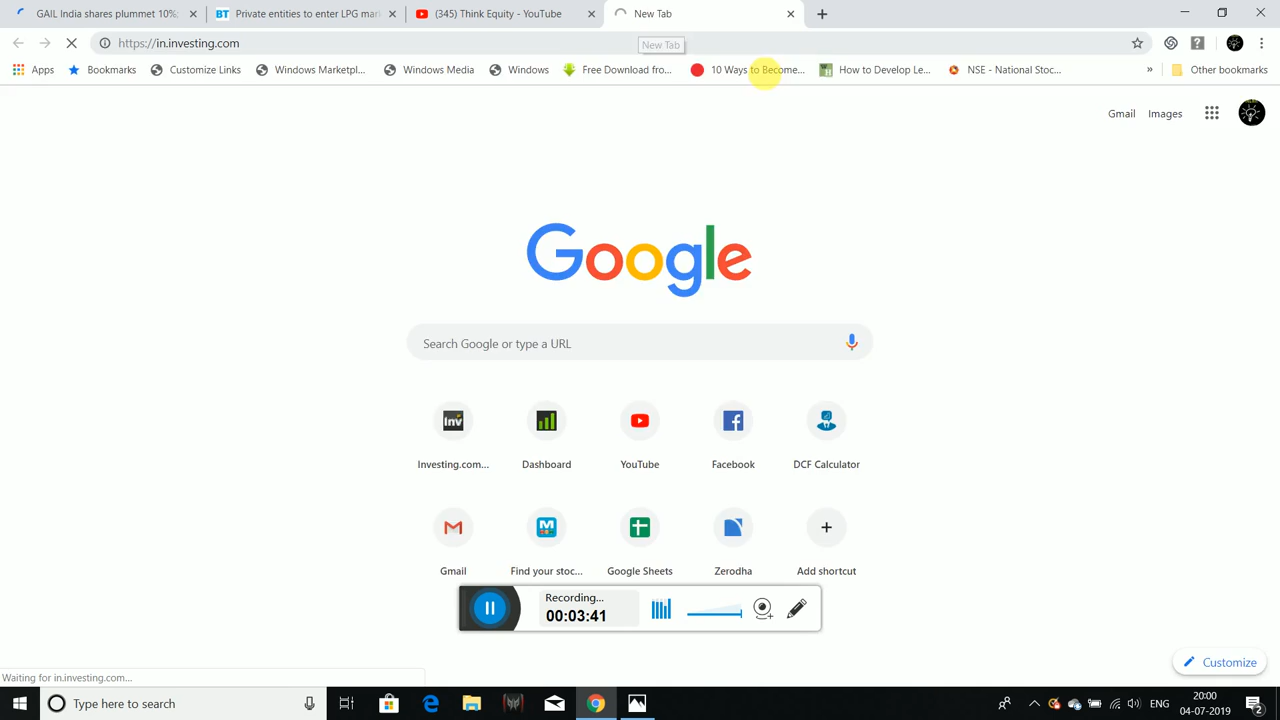 GAIL India shares plummet 10%:
BT Private entities to enter LPG mar
(345) Think Equity - YouTube
New Tab
https://in.investing.com
New Tab
Apps
Bookmarks
Customize Links
Windows Marketpl...
Windows Media
Windows
Free Download fro...
10 Ways to Become...
How to Develop Le...
NSE - National Stoc...
»
Other bookmarks
Gmail
Images
Google
Search Google or type a URL
Inv
Investing.com...
Dashboard
YouTube
Facebook
DCF Calculator
Gmail
Find your stoc...
Google Sheets
Zerodha
Add shortcut
Recording...
00:03:41
Customize
Waiting for in.investing.com...
Type here to search
ENG
20:00
04-07-2019
2